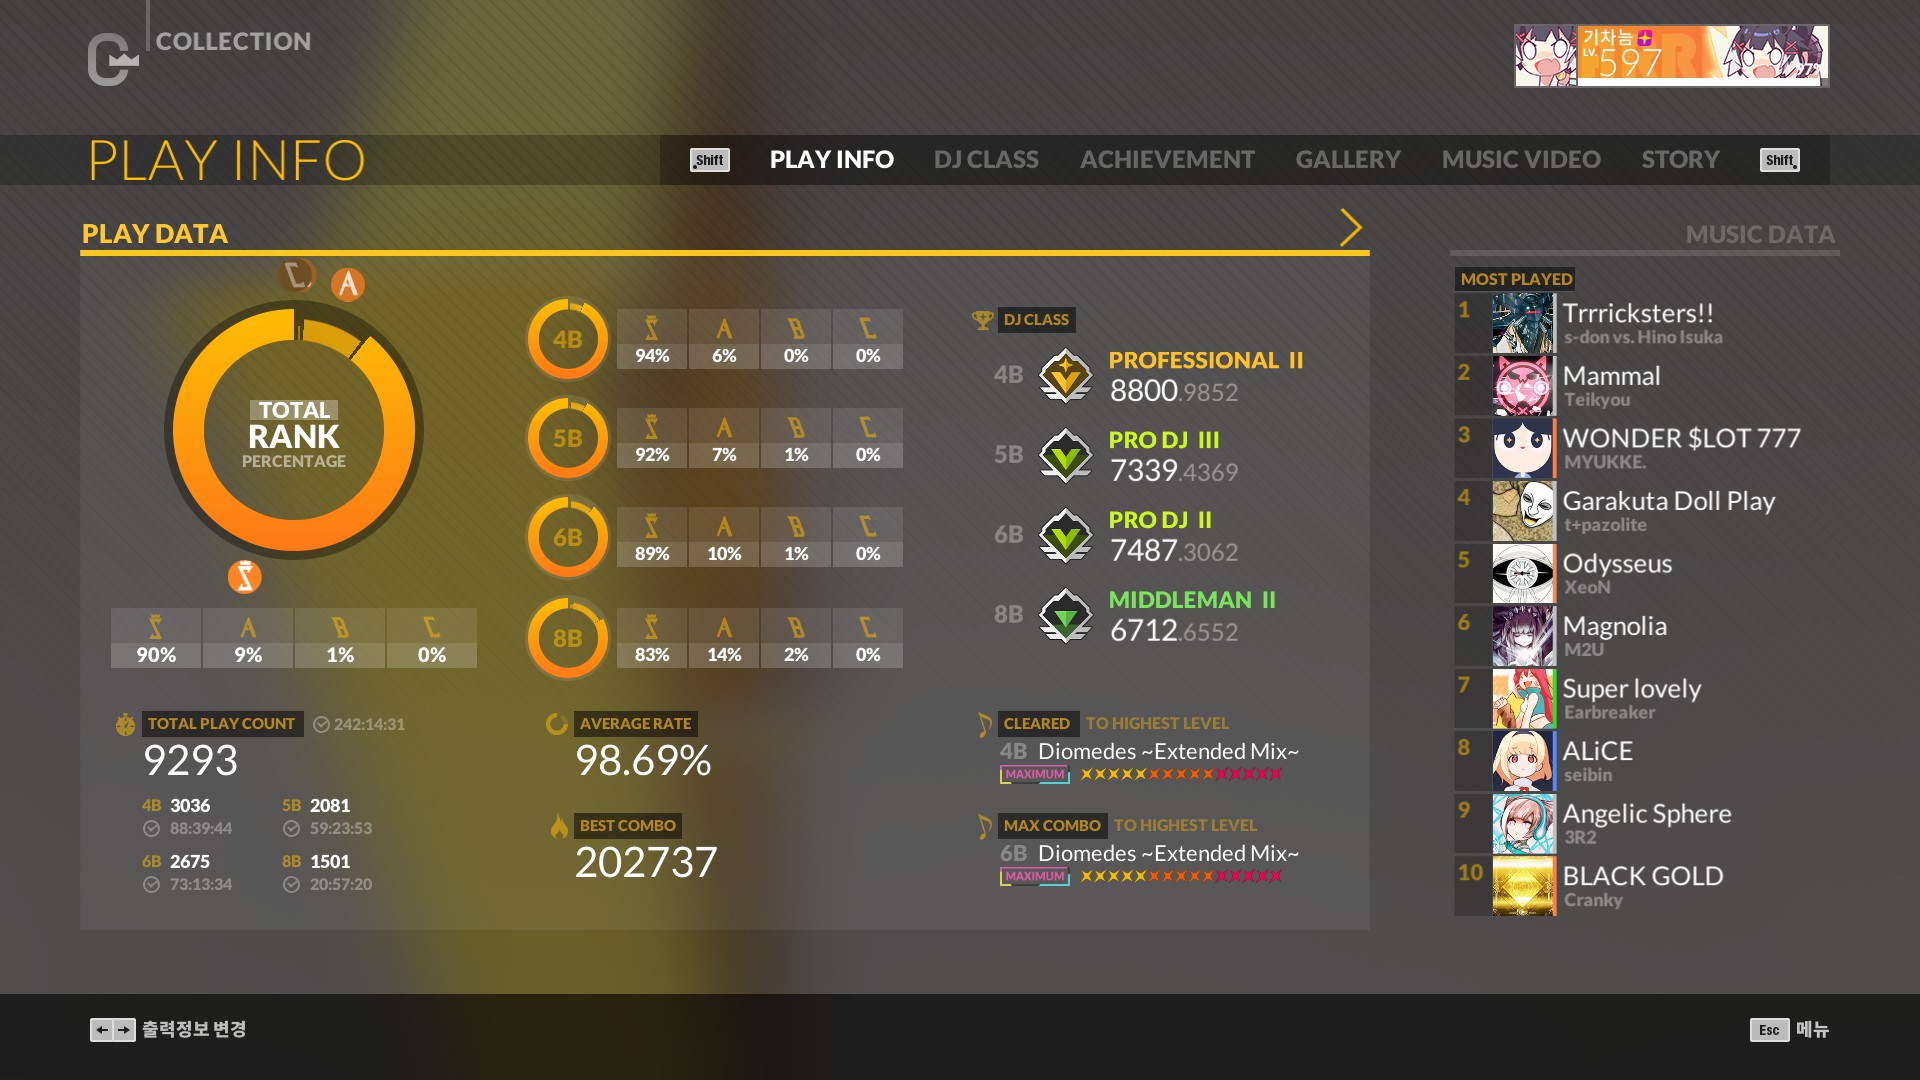 COLLECTION
기차놈
LV. 597
PLAY INFO
Shift PLAY INFO DJ CLASS ACHIEVEMENT GALLERY MUSIC VIDEO STORY Shift
PLAY DATA
TOTAL
RANK
PERCENTAGE
S A B C
90% 9% 1% 0%
4B S A B C
94% 6% 0% 0%
5B S A B C
92% 7% 1% 0%
6B S A B C
89% 10% 1% 0%
8B S A B C
83% 14% 2% 0%
DJ CLASS
4B PROFESSIONAL II
8800.9852
5B PRO DJ III
7339.4369
6B PRO DJ II
7487.3062
8B MIDDLEMAN II
6712.6552
TOTAL PLAY COUNT 242:14:31
9293
4B 3036 5B 2081
88:39:44 59:23:53
6B 2675 8B 1501
73:13:34 20:57:20
AVERAGE RATE
98.69%
BEST COMBO
202737
CLEARED TO HIGHEST LEVEL
4B Diomedes ~Extended Mix~
MAXIMUM
MAX COMBO TO HIGHEST LEVEL
6B Diomedes ~Extended Mix~
MAXIMUM
MUSIC DATA
MOST PLAYED
1 Trrricksters!!
s-don vs. Hino Isuka
2 Mammal
Teikyou
3 WONDER $LOT 777
MYUKKE.
4 Garakuta Doll Play
t+pazolite
5 Odysseus
XeoN
6 Magnolia
M2U
7 Super lovely
Earbreaker
8 ALiCE
seibin
9 Angelic Sphere
3R2
10 BLACK GOLD
Cranky
출력정보 변경
Esc 메뉴